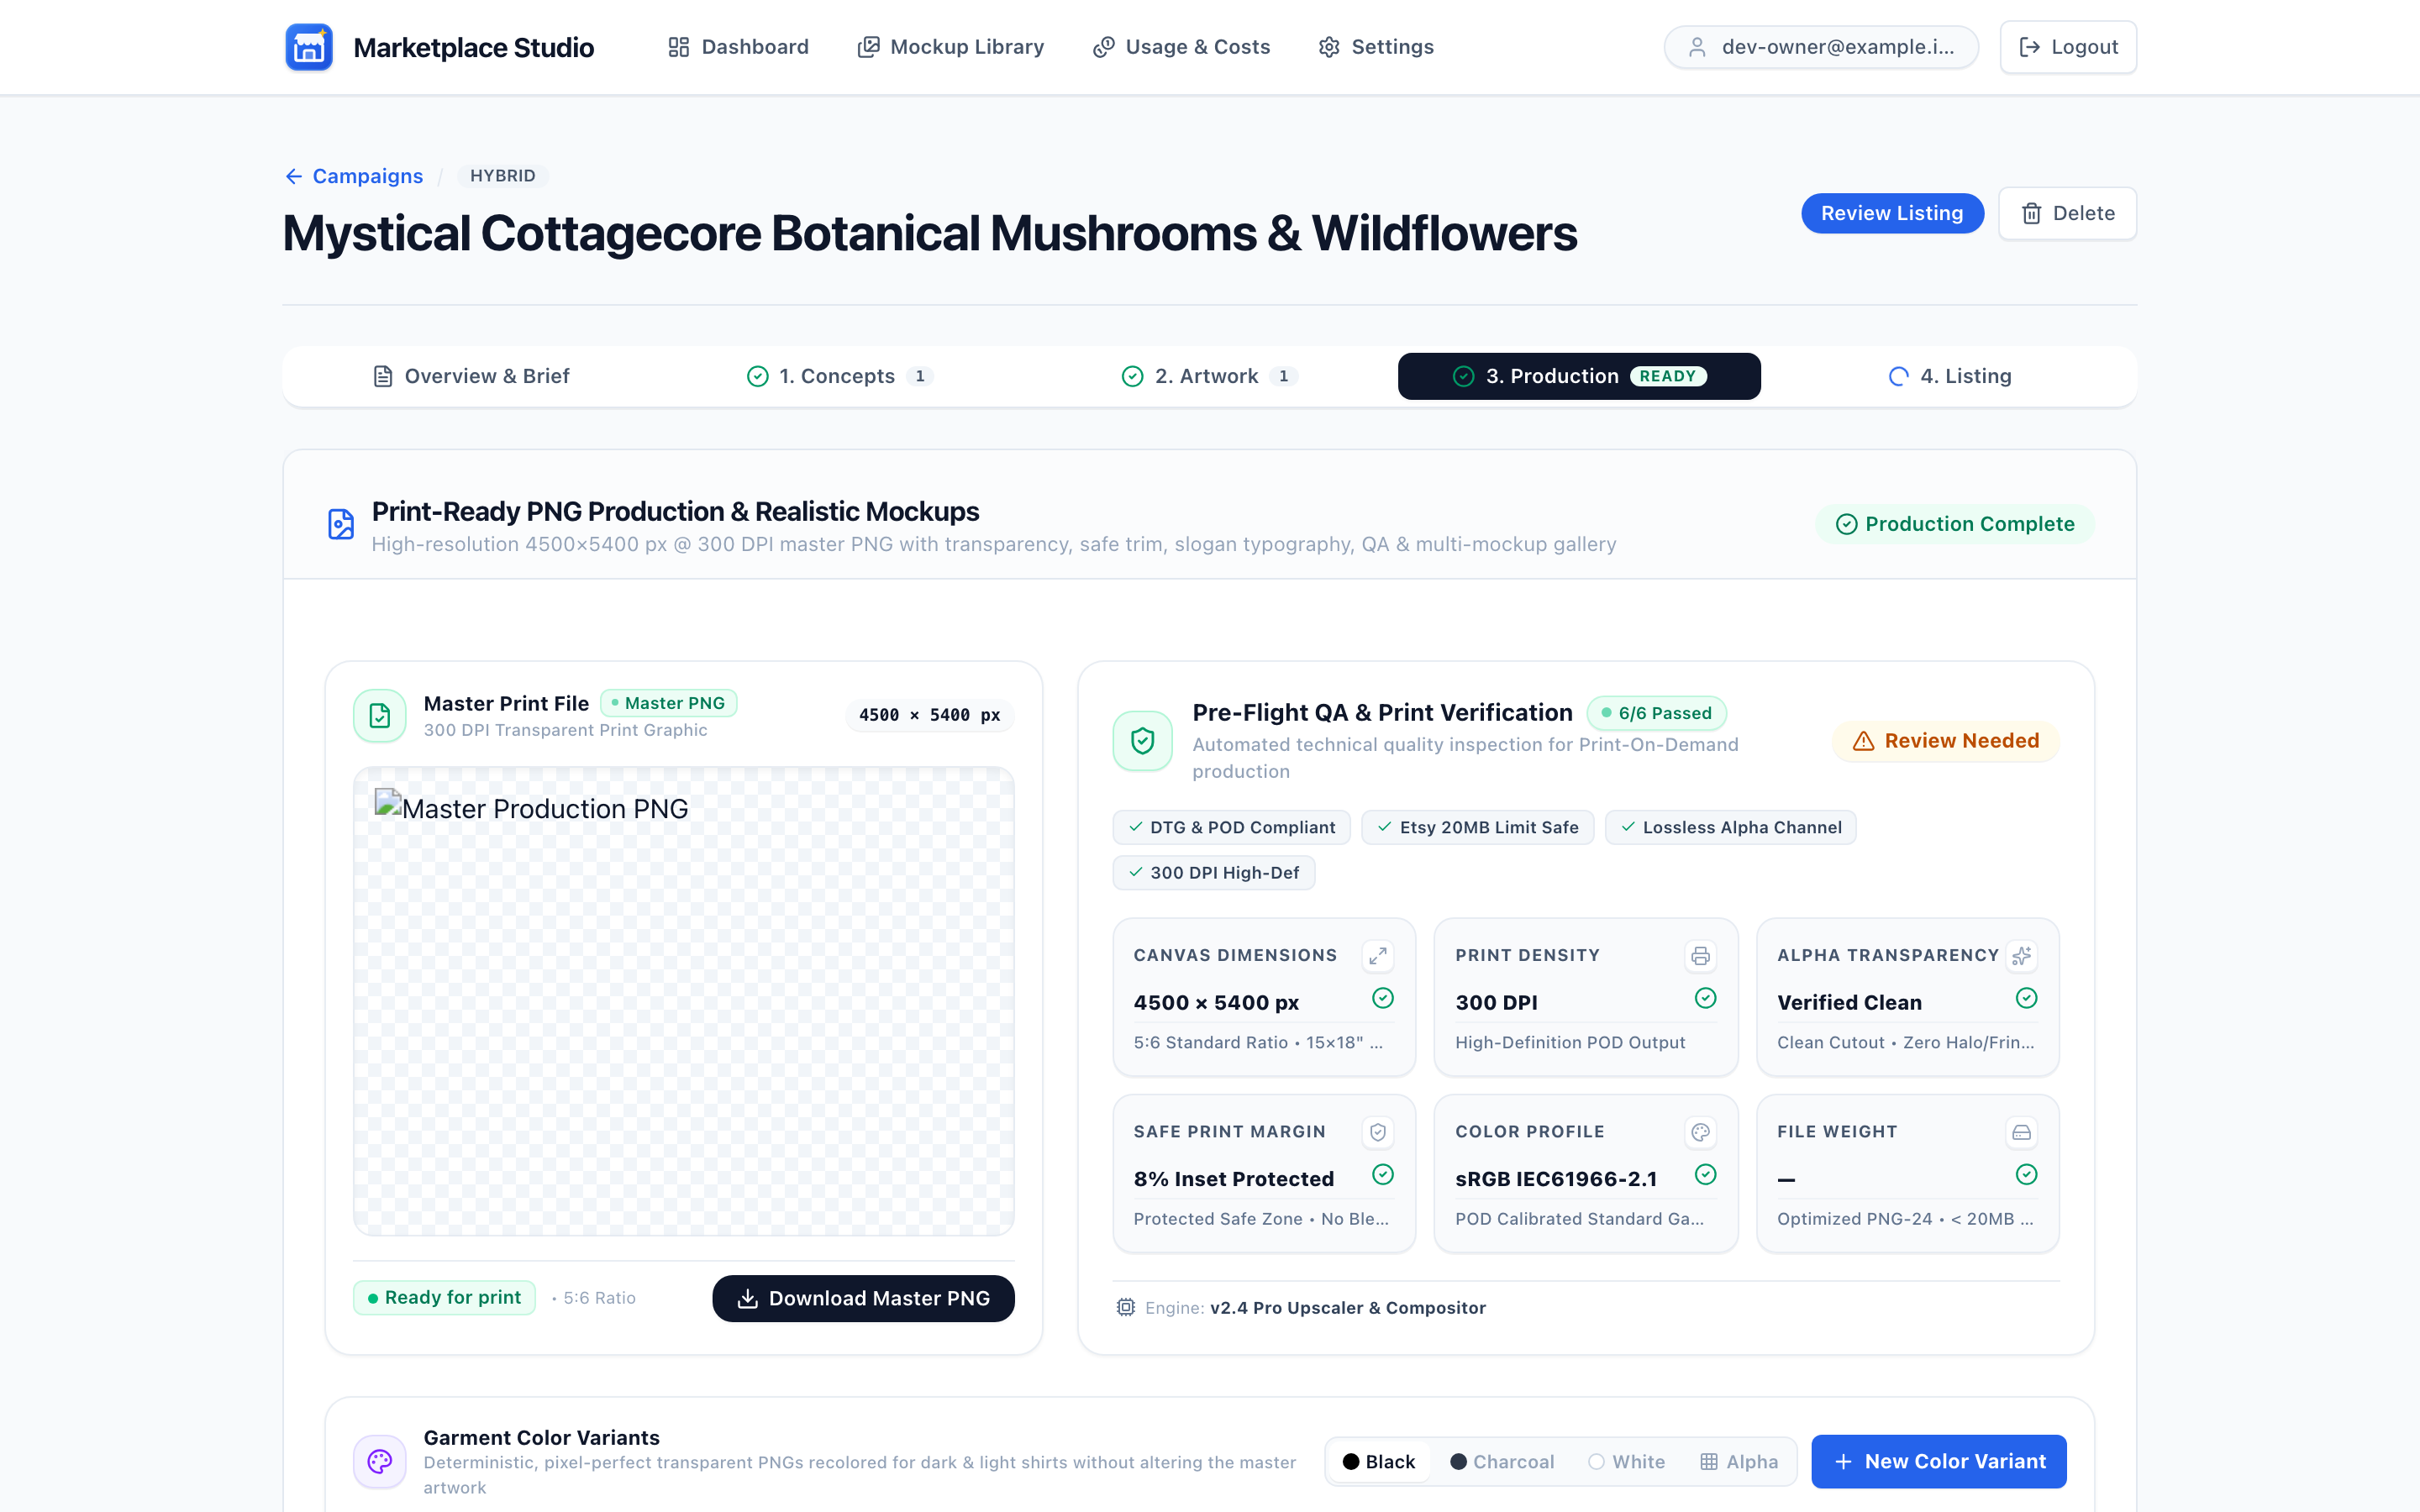 Marketplace Studio
Dashboard
Mockup Library
Usage & Costs
Settings
dev-owner@example.i...
Logout
Campaigns / HYBRID
Mystical Cottagecore Botanical Mushrooms & Wildflowers
Review Listing
Delete
Overview & Brief
1. Concepts 1
2. Artwork 1
3. Production READY
4. Listing
Print-Ready PNG Production & Realistic Mockups
High-resolution 4500×5400 px @ 300 DPI master PNG with transparency, safe trim, slogan typography, QA & multi-mockup gallery
Production Complete
Master Print File
Master PNG
300 DPI Transparent Print Graphic
4500 × 5400 px
Master Production PNG
Ready for print
• 5:6 Ratio
Download Master PNG
Pre-Flight QA & Print Verification
6/6 Passed
Automated technical quality inspection for Print-On-Demand
production
Review Needed
DTG & POD Compliant
Etsy 20MB Limit Safe
Lossless Alpha Channel
300 DPI High-Def
CANVAS DIMENSIONS
4500 × 5400 px
5:6 Standard Ratio • 15×18" ...
PRINT DENSITY
300 DPI
High-Definition POD Output
ALPHA TRANSPARENCY
Verified Clean
Clean Cutout • Zero Halo/Frin...
SAFE PRINT MARGIN
8% Inset Protected
Protected Safe Zone • No Ble...
COLOR PROFILE
sRGB IEC61966-2.1
POD Calibrated Standard Ga...
FILE WEIGHT
—
Optimized PNG-24 • < 20MB ...
Engine: v2.4 Pro Upscaler & Compositor
Garment Color Variants
Deterministic, pixel-perfect transparent PNGs recolored for dark & light shirts without altering the master
artwork
Black
Charcoal
White
Alpha
+ New Color Variant